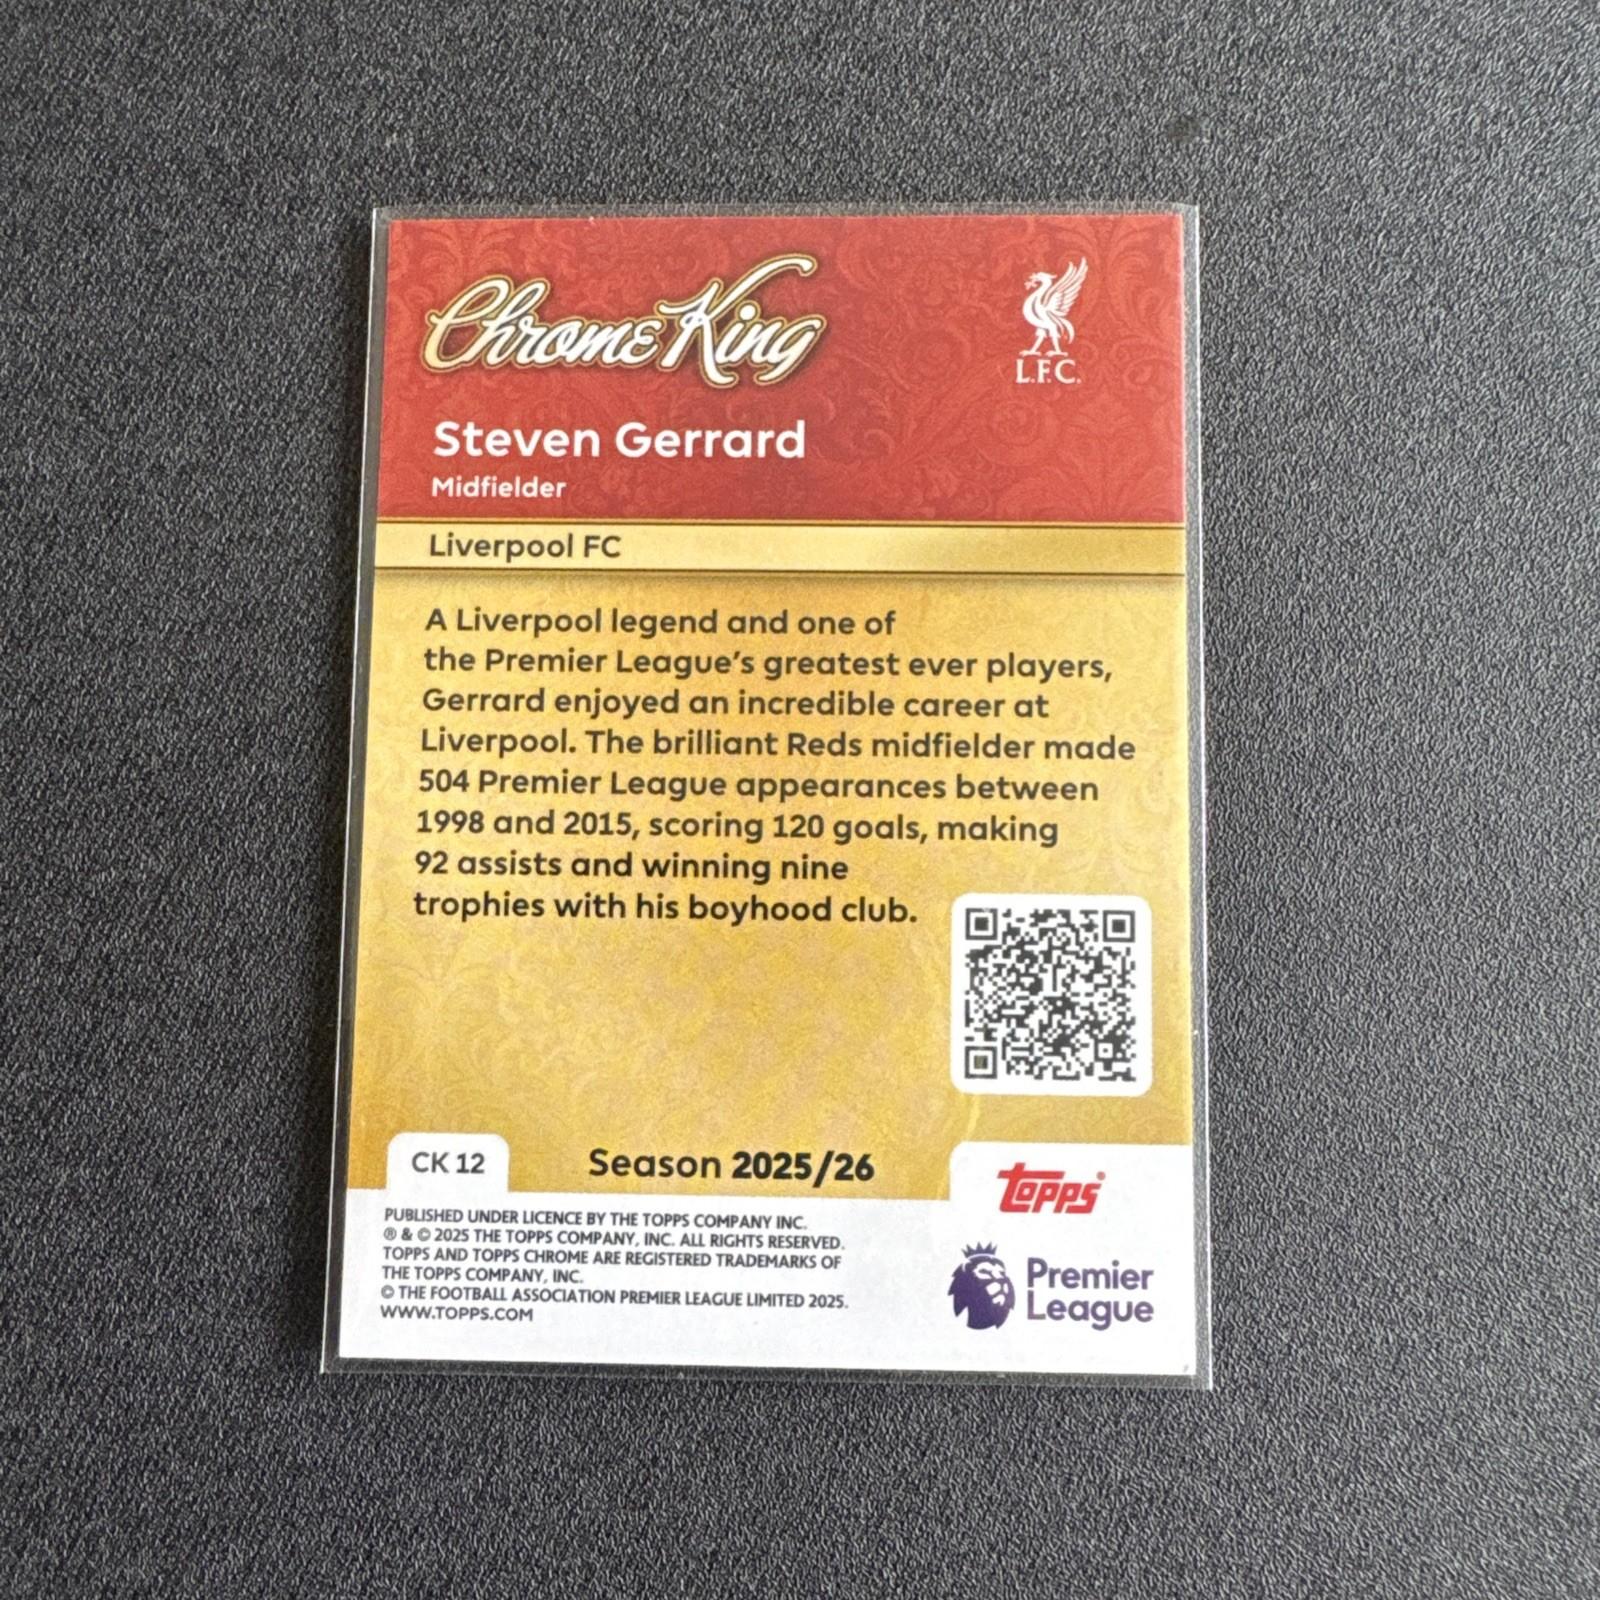 Chrome King
L.F.C.
Steven Gerrard
Midfielder
Liverpool FC
A Liverpool legend and one of
the Premier League's greatest ever players,
Gerrard enjoyed an incredible career at
Liverpool. The brilliant Reds midfielder made
504 Premier League appearances between
1998 and 2015, scoring 120 goals, making
92 assists and winning nine
trophies with his boyhood club.
CK 12
Season 2025/26
topps®
PUBLISHED UNDER LICENCE BY THE TOPPS COMPANY INC.
® & © 2025 THE TOPPS COMPANY, INC. ALL RIGHTS RESERVED.
TOPPS AND TOPPS CHROME ARE REGISTERED TRADEMARKS OF
THE TOPPS COMPANY, INC.
© THE FOOTBALL ASSOCIATION PREMIER LEAGUE LIMITED 2025.
WWW.TOPPS.COM
Premier
League